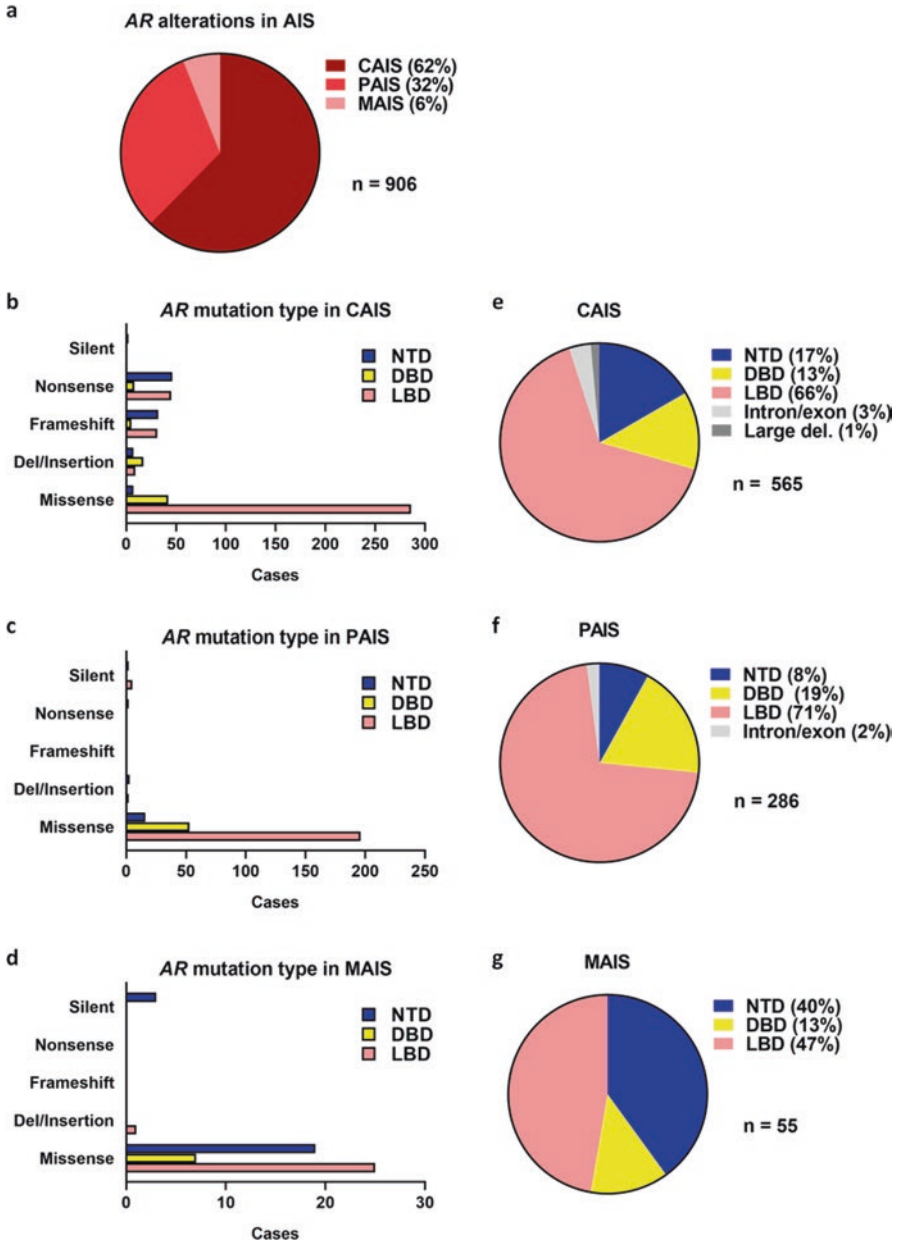 a
AR alterations in AIS
CAIS (62%)
PAIS (32%)
MAIS (6%)
n = 906
b
AR mutation type in CAIS
Silent
Nonsense
Frameshift
Del/Insertion
Missense
NTD
DBD
LBD
0 50 100 150 200 250 300
Cases
e
CAIS
NTD (17%)
DBD (13%)
LBD (66%)
Intron/exon (3%)
Large del. (1%)
n = 565
c
AR mutation type in PAIS
Silent
Nonsense
Frameshift
Del/Insertion
Missense
NTD
DBD
LBD
0 50 100 150 200 250
Cases
f
PAIS
NTD (8%)
DBD (19%)
LBD (71%)
Intron/exon (2%)
n = 286
d
AR mutation type in MAIS
Silent
Nonsense
Frameshift
Del/Insertion
Missense
NTD
DBD
LBD
0 10 20 30
Cases
g
MAIS
NTD (40%)
DBD (13%)
LBD (47%)
n = 55